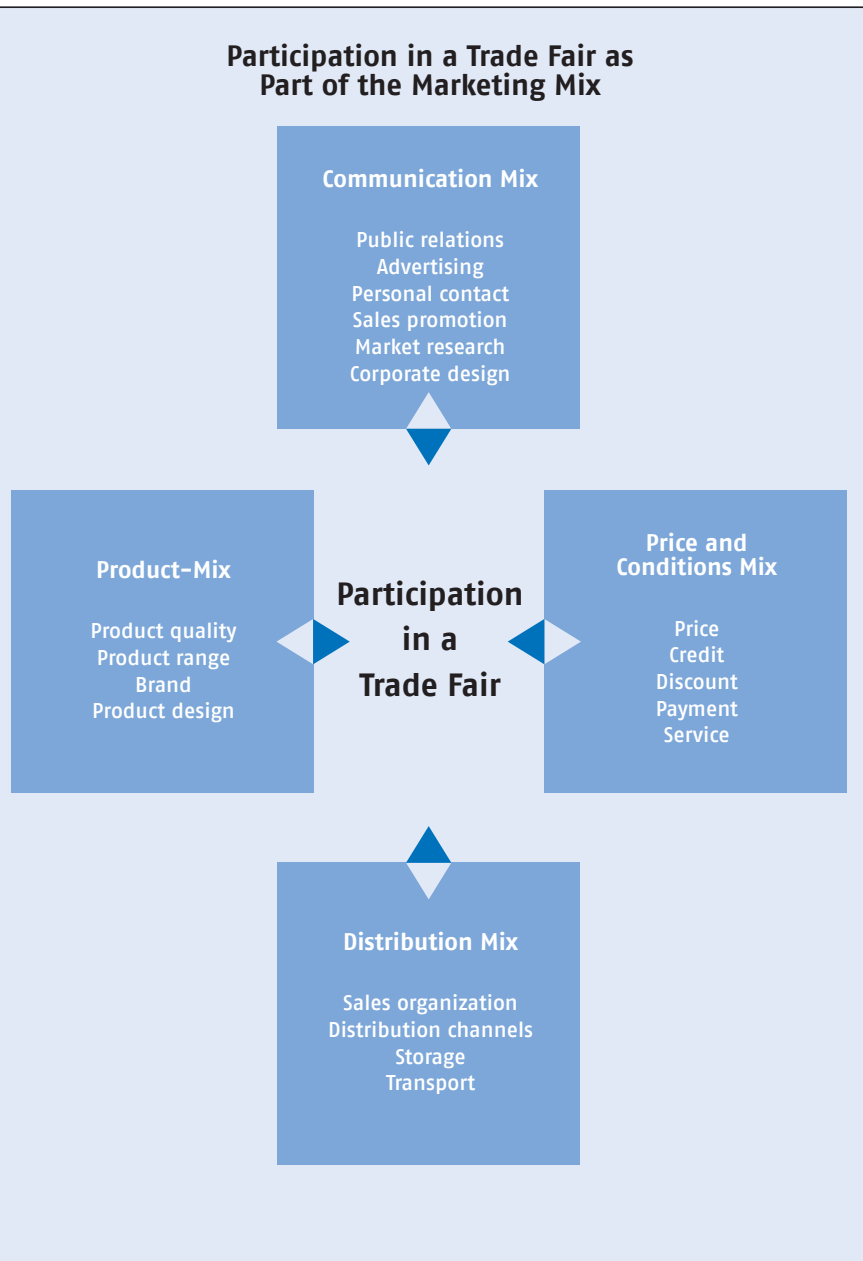 Participation in a Trade Fair as
Part of the Marketing Mix
Communication Mix
Public relations
Advertising
Personal contact
Sales promotion
Market research
Corporate design
Product-Mix
Product quality
Product range
Brand
Product design
Participation
in a
Trade Fair
Price and
Conditions Mix
Price
Credit
Discount
Payment
Service
Distribution Mix
Sales organization
Distribution channels
Storage
Transport